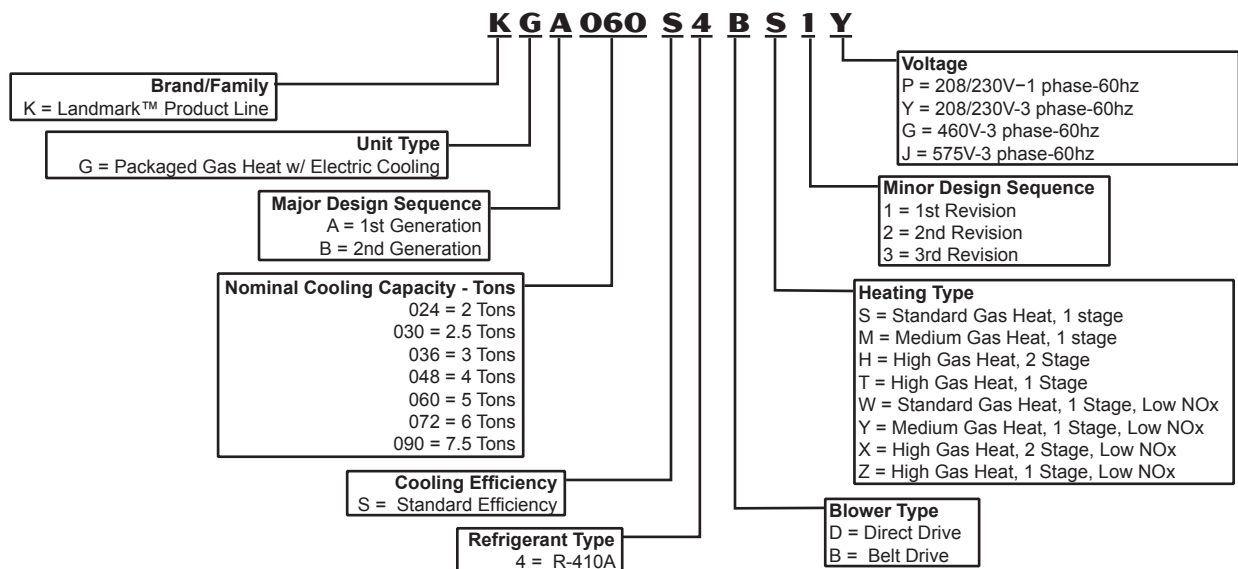 K G A 060 S 4 B S 1 Y
Brand/Family
K = Landmark™ Product Line
Unit Type
G = Packaged Gas Heat w/ Electric Cooling
Major Design Sequence
A = 1st Generation
B = 2nd Generation
Nominal Cooling Capacity - Tons
024 = 2 Tons
030 = 2.5 Tons
036 = 3 Tons
048 = 4 Tons
060 = 5 Tons
072 = 6 Tons
090 = 7.5 Tons
Cooling Efficiency
S = Standard Efficiency
Refrigerant Type
4 = R-410A
Voltage
P = 208/230V−1 phase-60hz
Y = 208/230V-3 phase-60hz
G = 460V-3 phase-60hz
J = 575V-3 phase-60hz
Minor Design Sequence
1 = 1st Revision
2 = 2nd Revision
3 = 3rd Revision
Heating Type
S = Standard Gas Heat, 1 stage
M = Medium Gas Heat, 1 stage
H = High Gas Heat, 2 Stage
T = High Gas Heat, 1 Stage
W = Standard Gas Heat, 1 Stage, Low NOx
Y = Medium Gas Heat, 1 Stage, Low NOx
X = High Gas Heat, 2 Stage, Low NOx
Z = High Gas Heat, 1 Stage, Low NOx
Blower Type
D = Direct Drive
B = Belt Drive